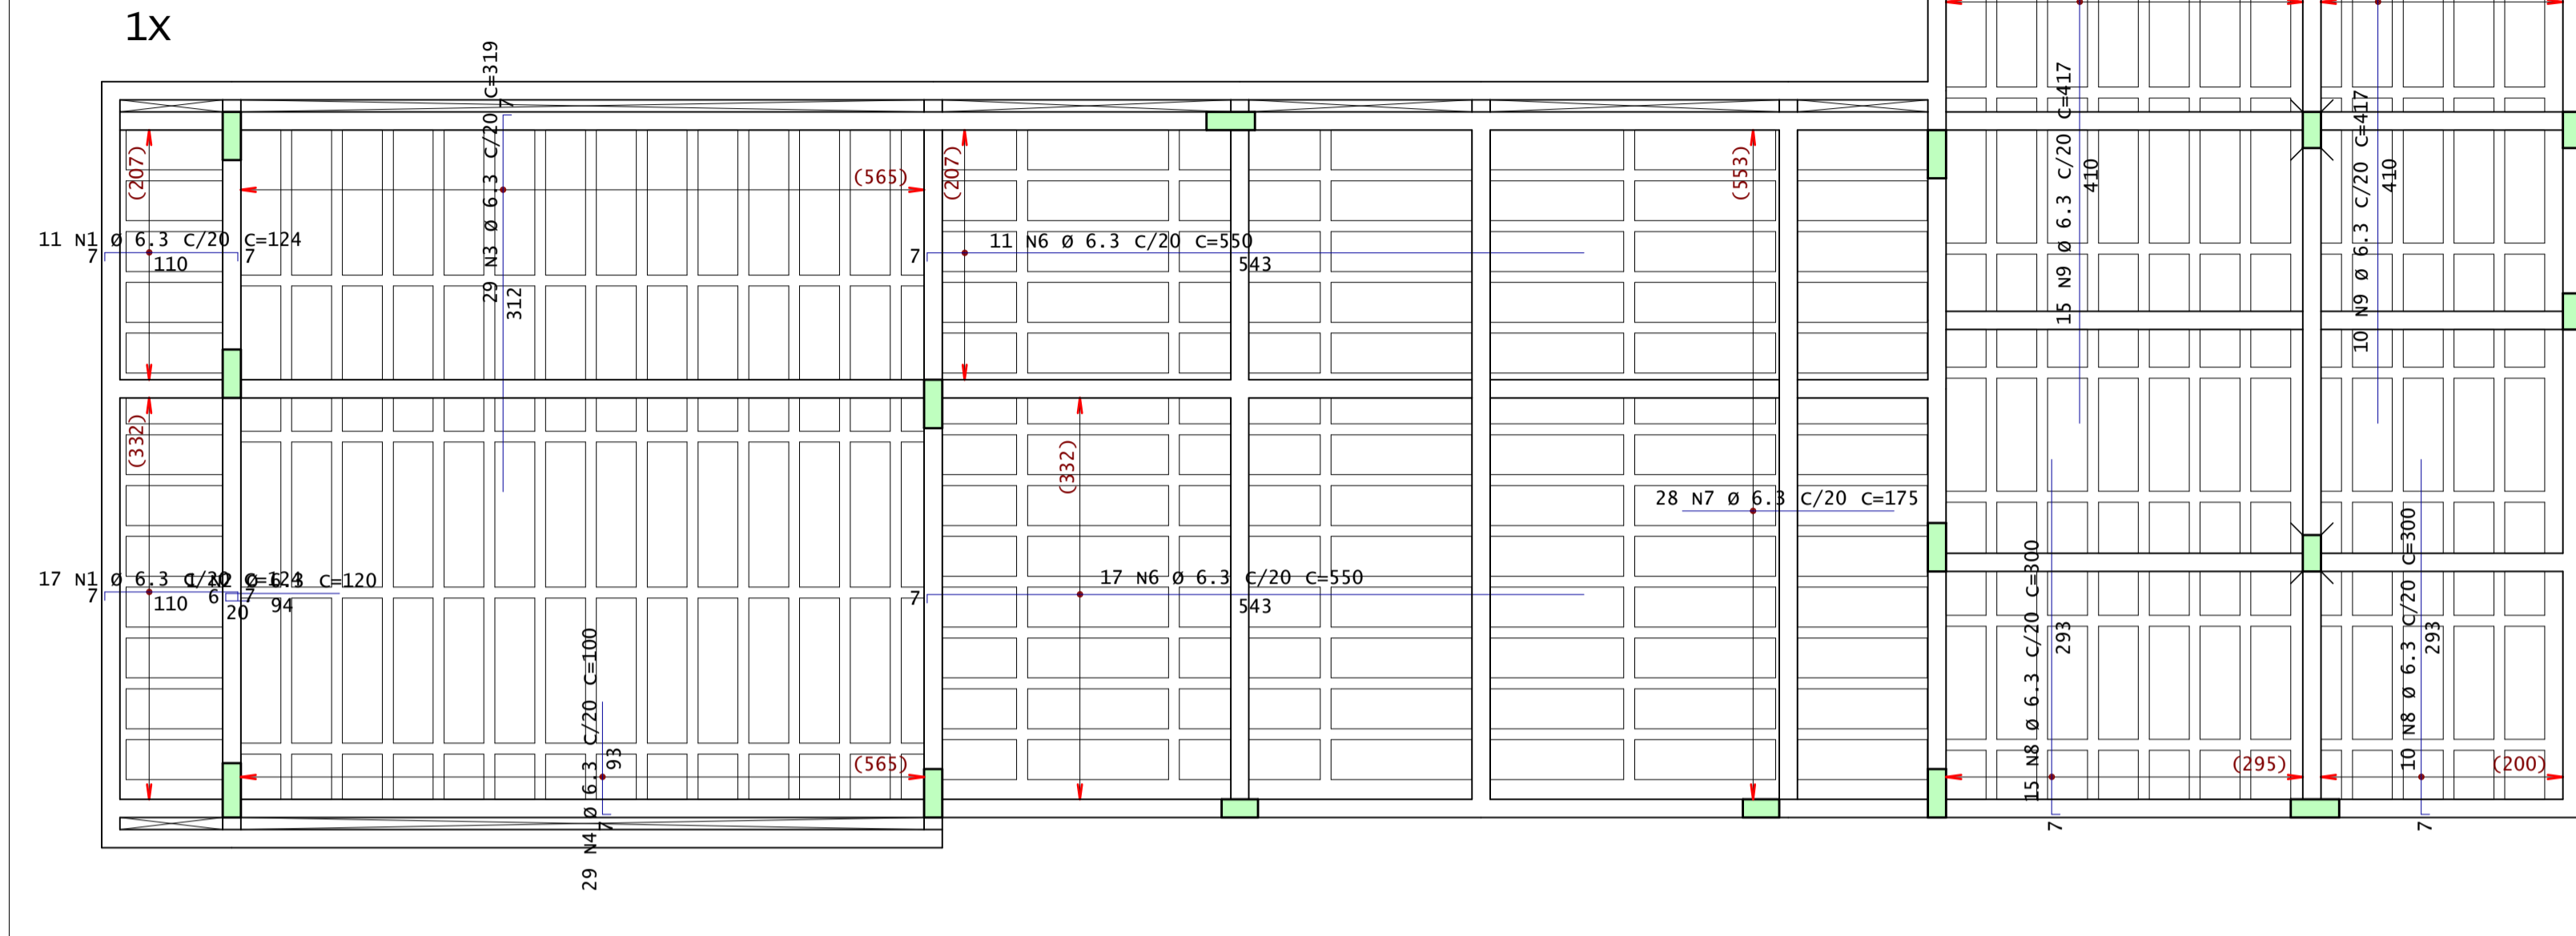 1X
29 N3 Ø 6.3 C/20 C=319
7
312
(207)
(565)
(207)
(553)
11 N1 Ø 6.3 C/20 C=124
7
110
7
11 N6 Ø 6.3 C/20 C=550
7
543
15 N9 Ø 6.3 C/20 C=417
410
10 N9 Ø 6.3 C/20 C=417
410
(332)
(332)
28 N7 Ø 6.3 C/20 C=175
17 N1 Ø 6.3 C/20 C=124
7
110
7
1 N2 Ø 6.3 C=120
6
20
94
17 N6 Ø 6.3 C/20 C=550
7
543
29 N4 Ø 6.3 C/20 C=100
93
7
(565)
15 N8 Ø 6.3 C/20 C=300
293
7
(295)
10 N8 Ø 6.3 C/20 C=300
293
7
(200)